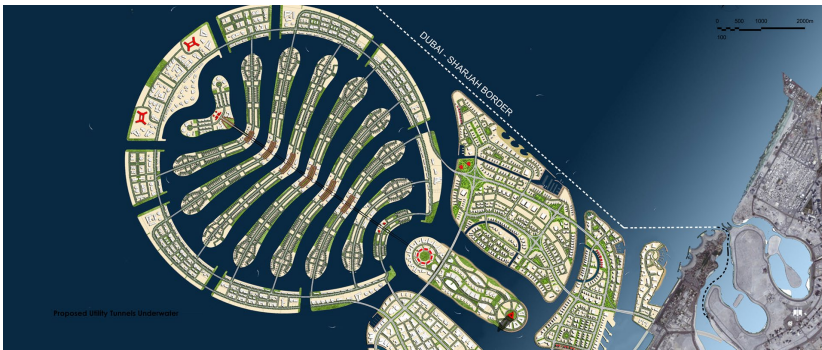 0 500 1000 2000m
100
DUBAI - SHARJAH BORDER
Proposed Utility Tunnels Underwater